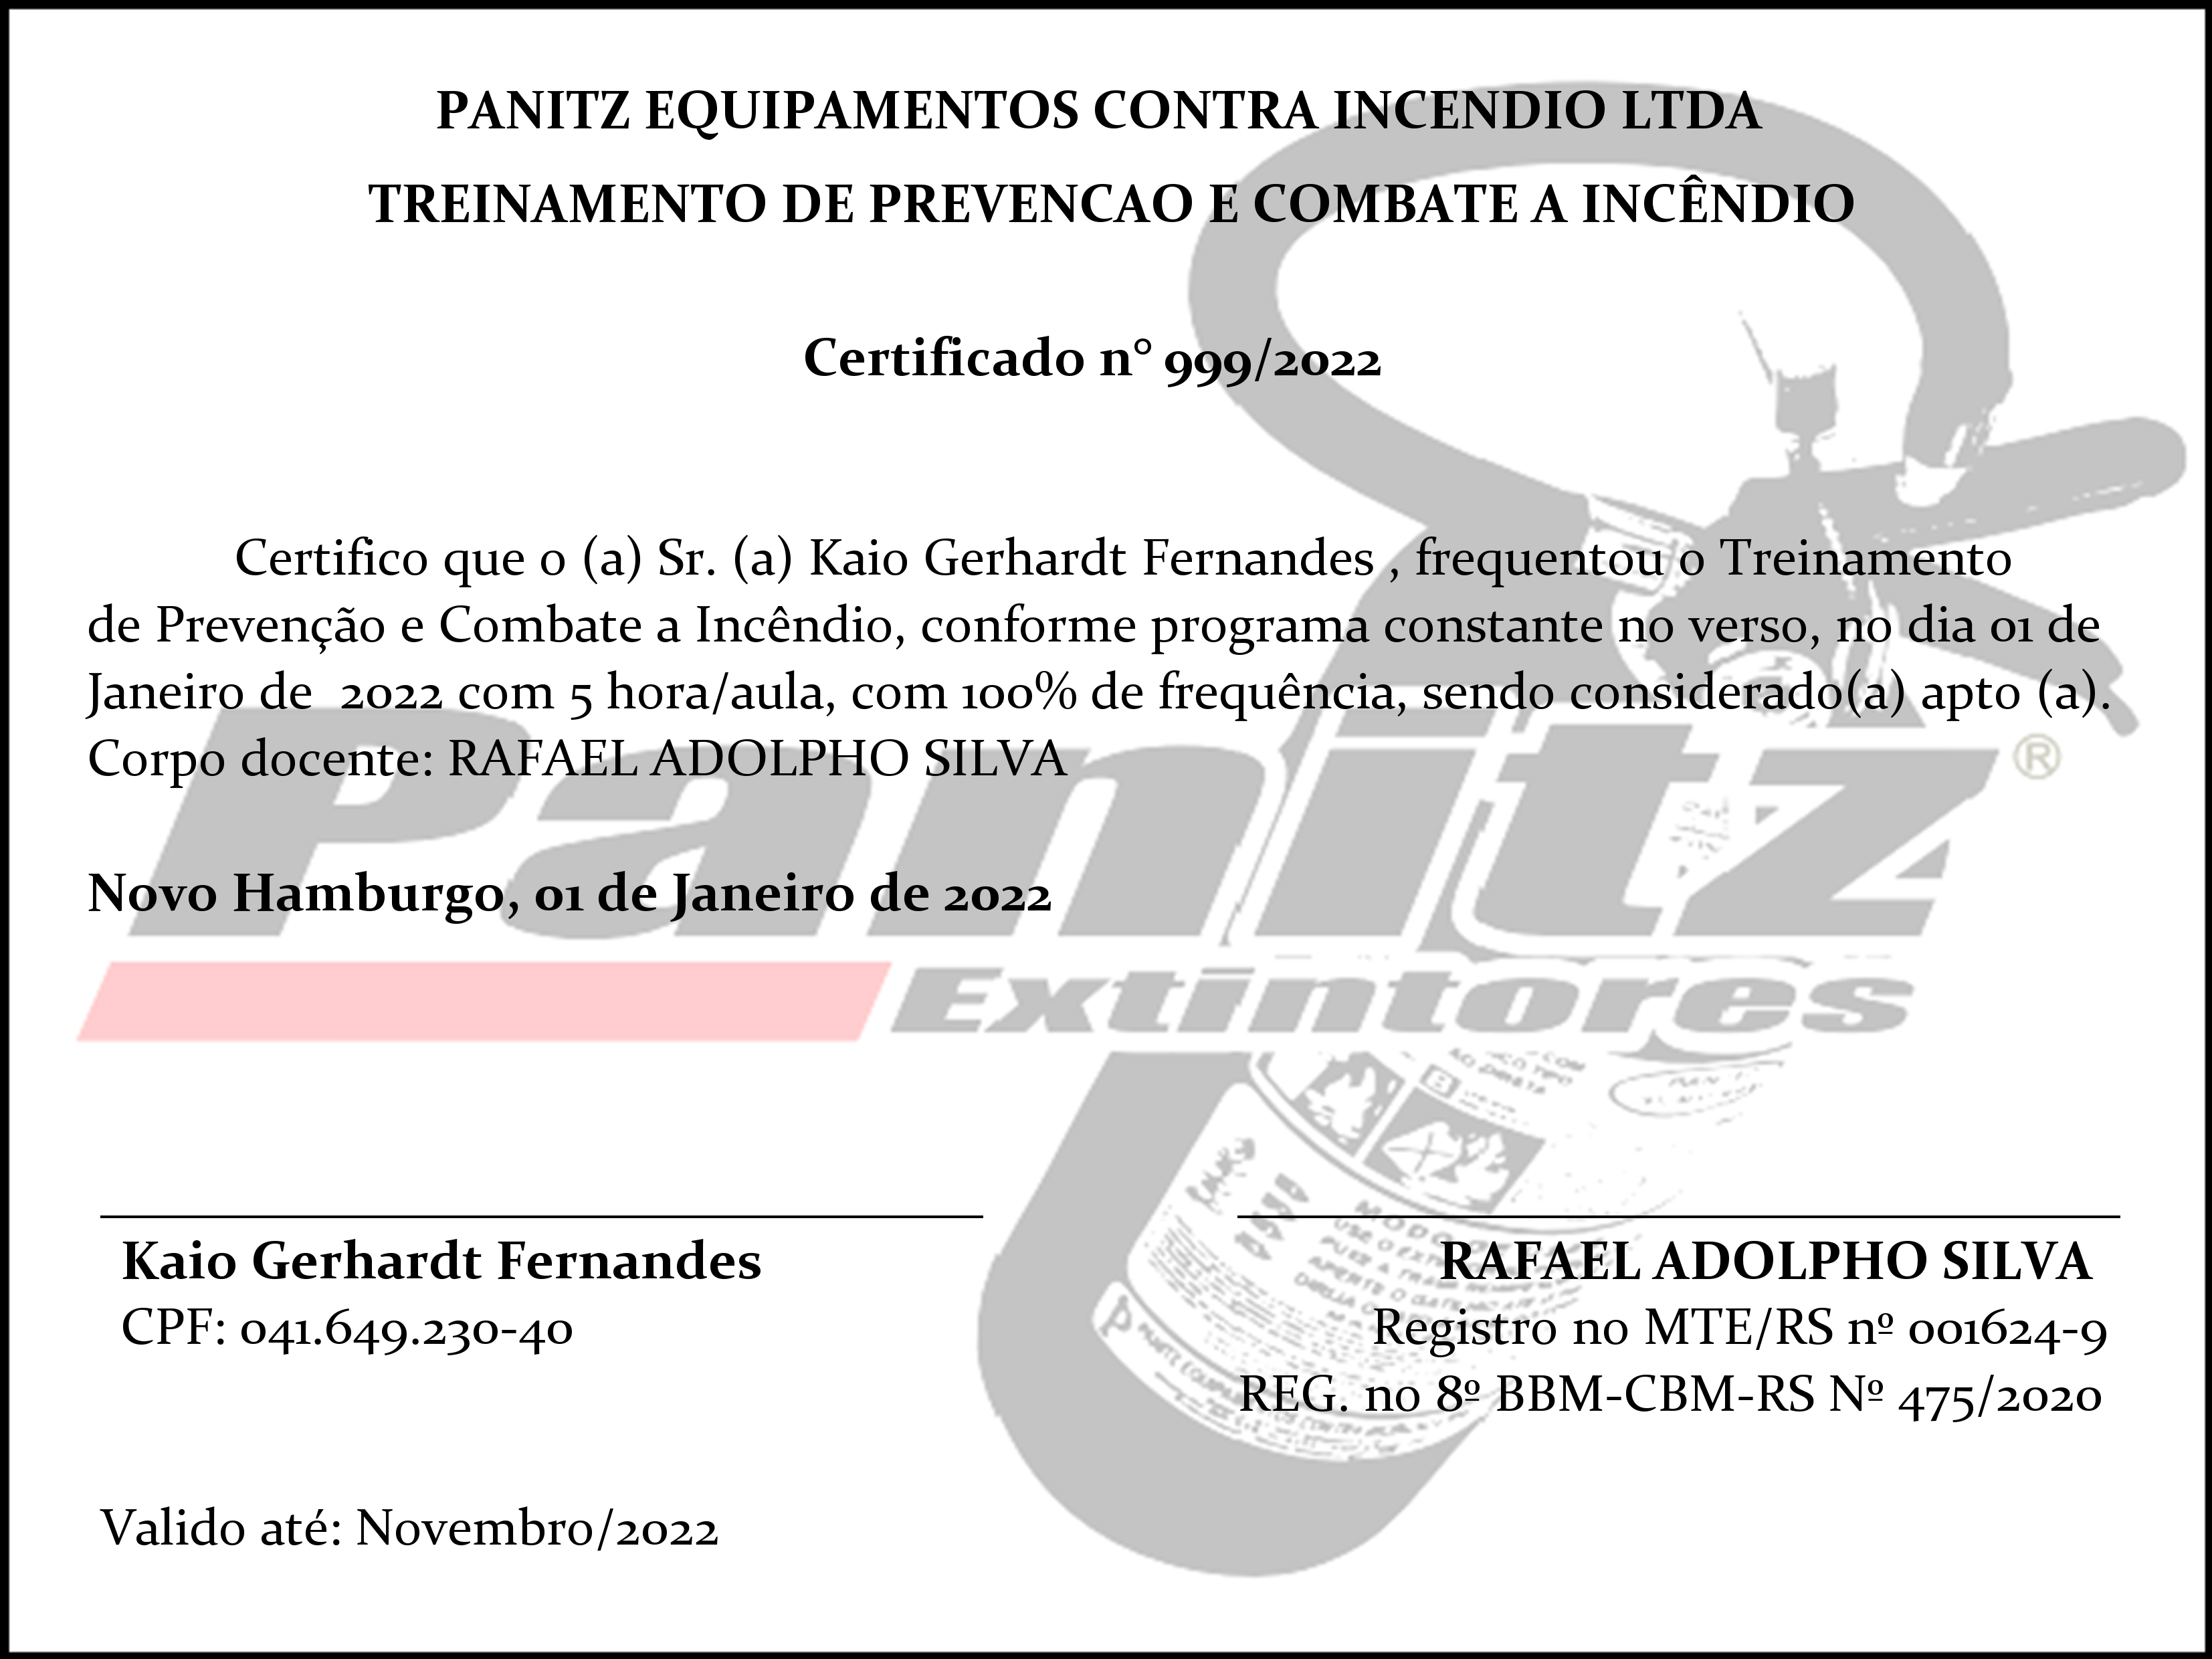 PANITZ EQUIPAMENTOS CONTRA INCENDIO LTDA
TREINAMENTO DE PREVENCAO E COMBATE A INCÊNDIO
Certificado n° 999/2022
Certifico que o (a) Sr. (a) Kaio Gerhardt Fernandes , frequentou o Treinamento
de Prevenção e Combate a Incêndio, conforme programa constante no verso, no dia 01 de
Janeiro de  2022 com 5 hora/aula, com 100% de frequência, sendo considerado(a) apto (a).
Corpo docente: RAFAEL ADOLPHO SILVA
Panitz ®
Novo Hamburgo, 01 de Janeiro de 2022
Extintores
B
MODO DE
Kaio Gerhardt Fernandes
CPF: 041.649.230-40
RAFAEL ADOLPHO SILVA
Registro no MTE/RS nº 001624-9
REG. no 8º BBM-CBM-RS Nº 475/2020
Valido até: Novembro/2022